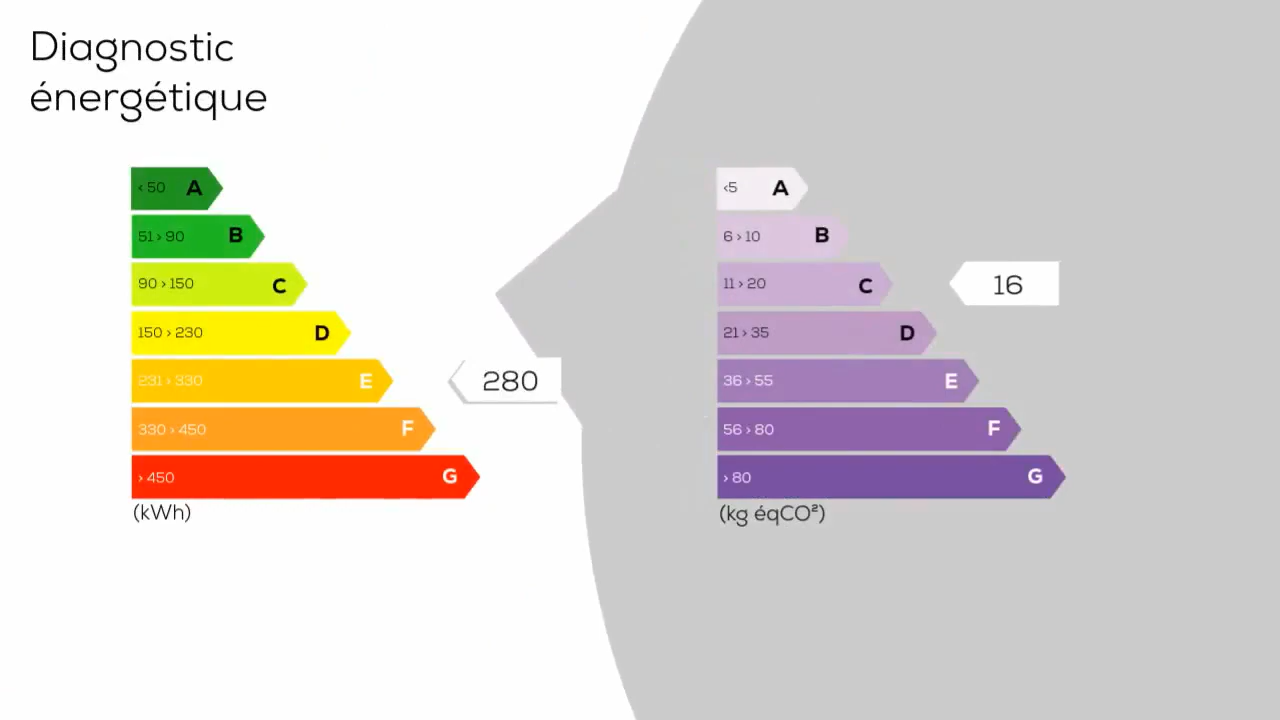 Diagnostic
énergétique
< 50 A
51 > 90 B
90 > 150 C
150 > 230 D
231 > 330 E
280
330 > 450 F
> 450 G
(kWh)
<5 A
6 > 10 B
11 > 20 C
16
21 > 35 D
36 > 55 E
56 > 80 F
> 80 G
(kg éqCO²)